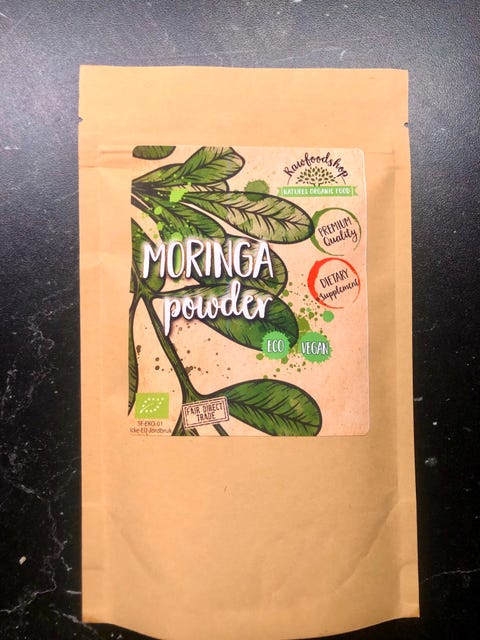 Rawfoodshop
NATURES ORGANIC FOOD
PREMIUM
Quality
MORINGA
powder
DIETARY
Supplement
ECO
VEGAN
FAIR DIRECT
TRADE
SE-EKO-01
Icke-EU-Jordbruk